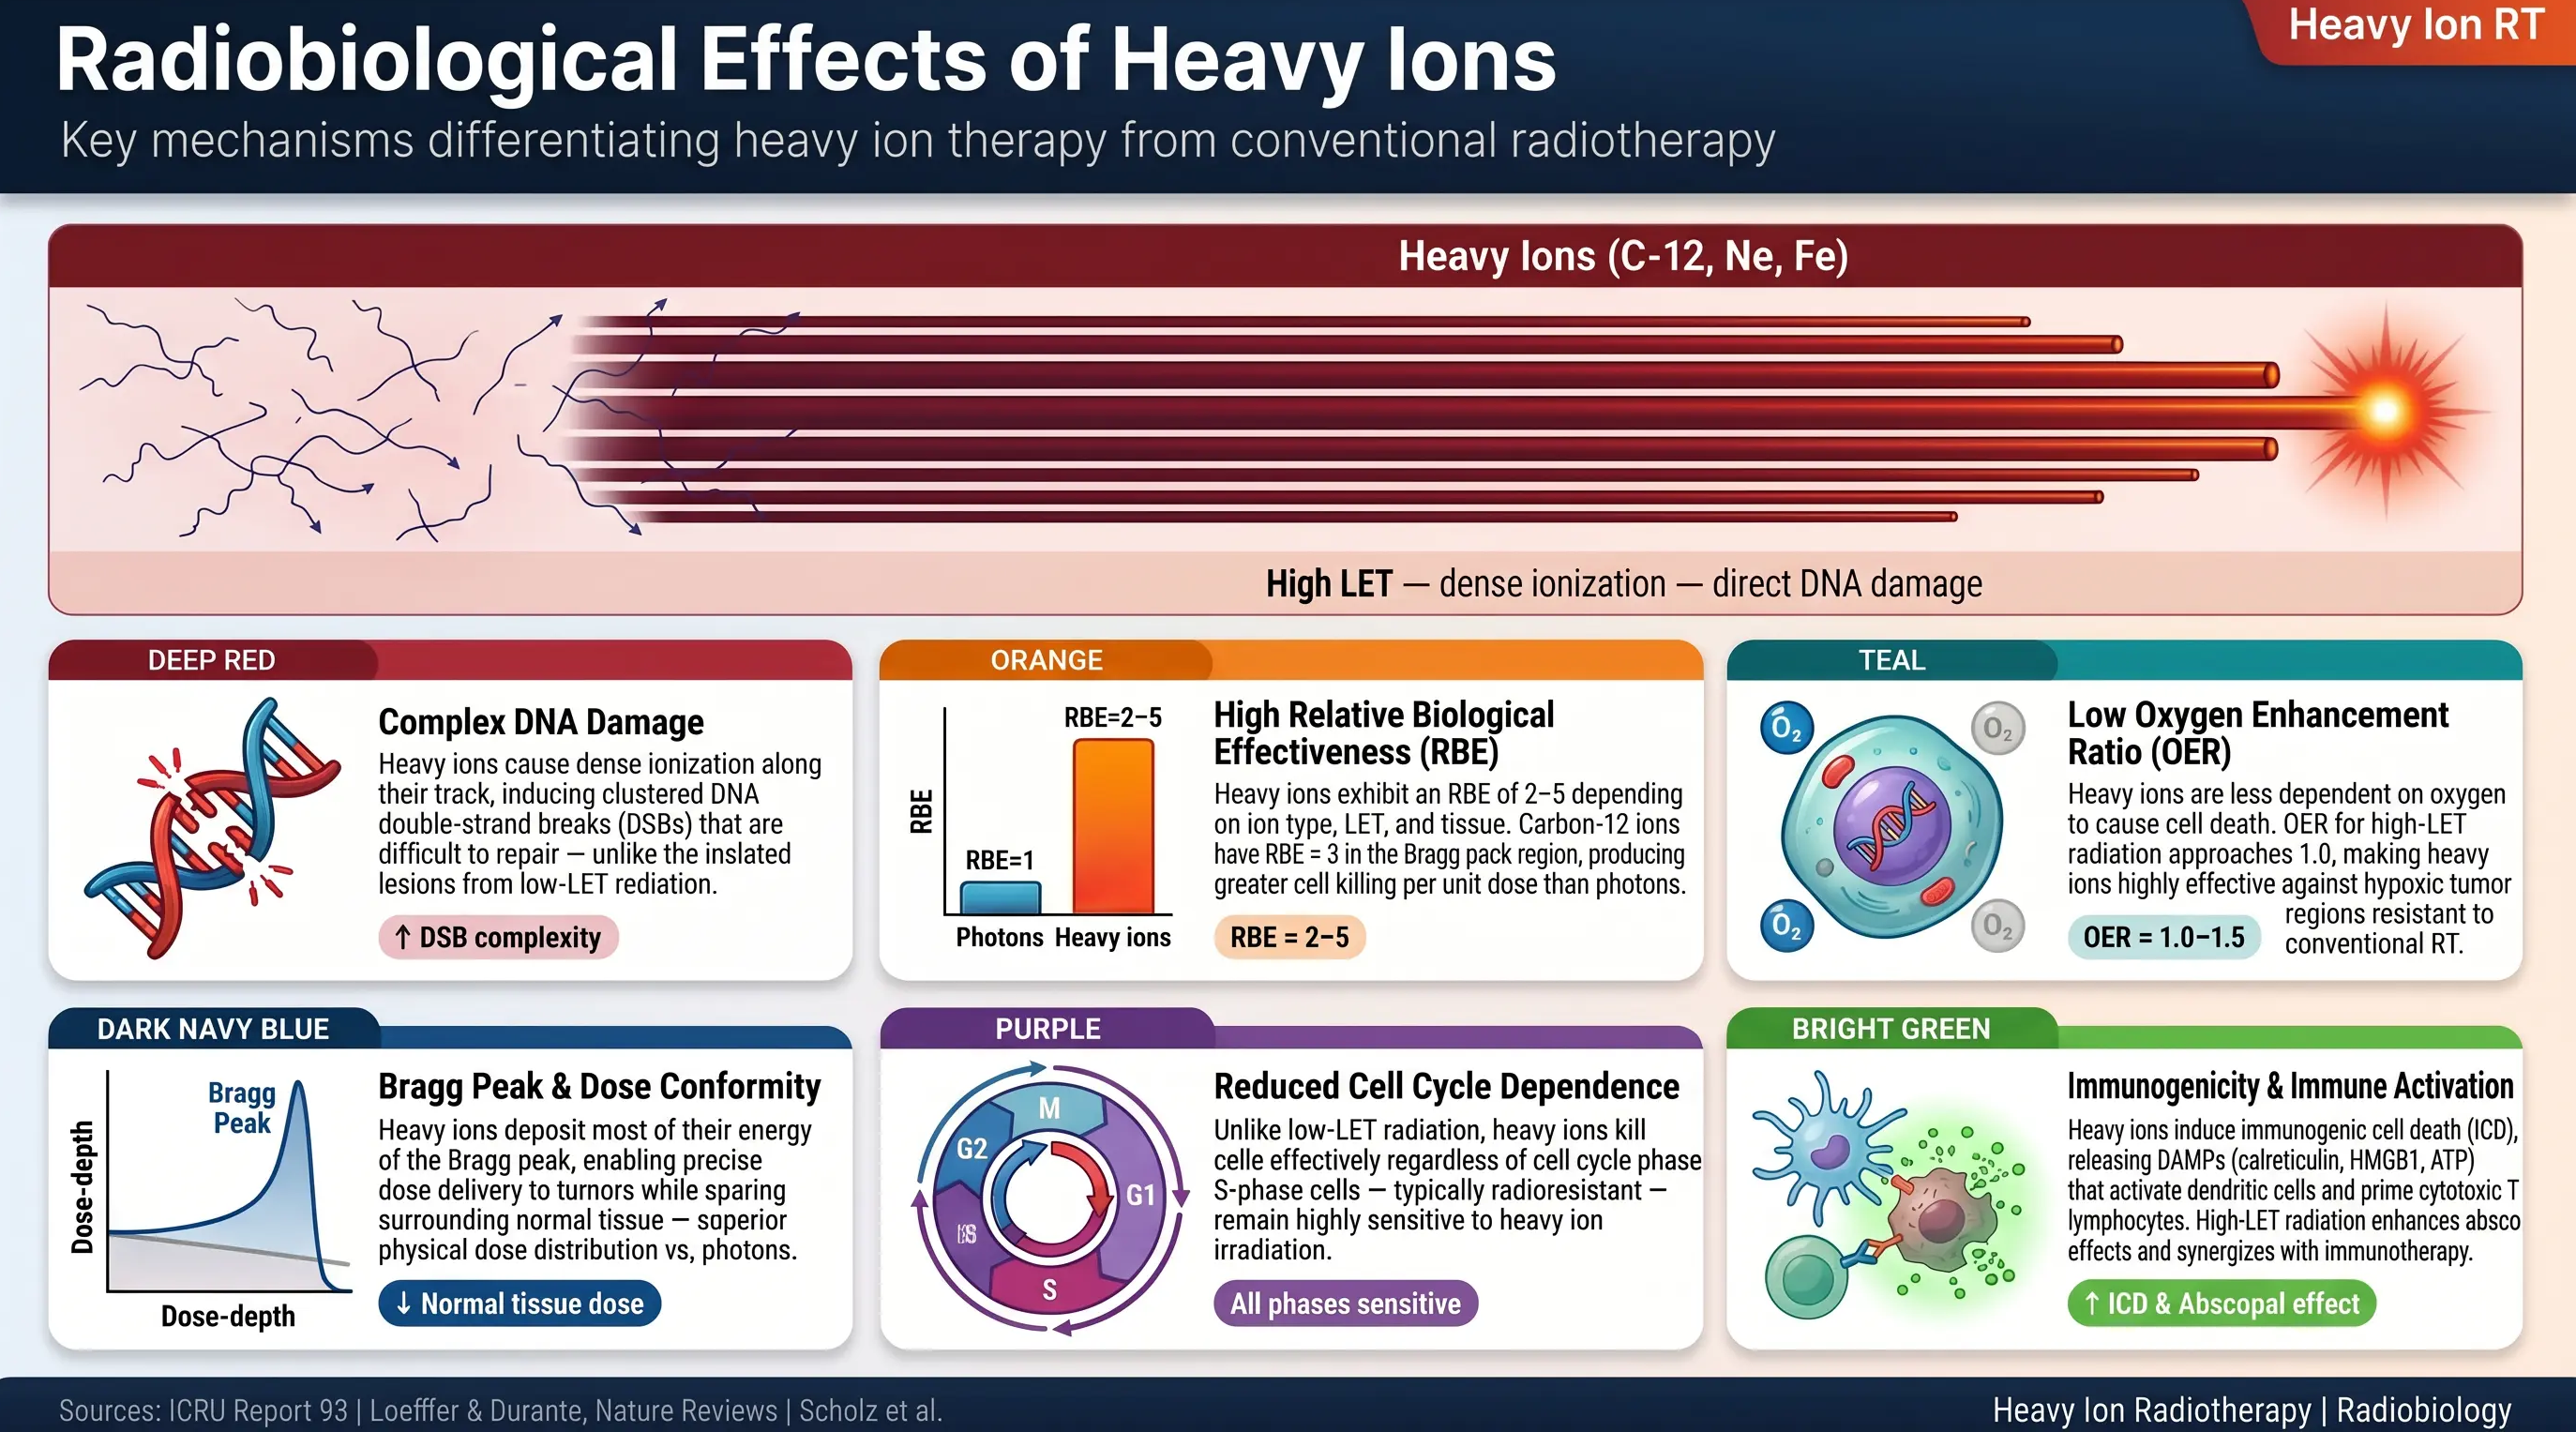 Heavy Ion RT
Radiobiological Effects of Heavy Ions
Key mechanisms differentiating heavy ion therapy from conventional radiotherapy
Heavy Ions (C-12, Ne, Fe)
High LET — dense ionization — direct DNA damage
DEEP RED
Complex DNA Damage
Heavy ions cause dense ionization along
their track, inducing clustered DNA
double-strand breaks (DSBs) that are
difficult to repair — unlike the inslated
lesions from low-LET rediation.
↑ DSB complexity
ORANGE
RBE
RBE=1
RBE=2–5
Photons
Heavy ions
High Relative Biological
Effectiveness (RBE)
Heavy ions exhibit an RBE of 2–5 depending
on ion type, LET, and tissue. Carbon-12 ions
have RBE = 3 in the Bragg pack region, producing
greater cell killing per unit dose than photons.
RBE = 2–5
TEAL
O₂
O₂
O₂
O₂
Low Oxygen Enhancement
Ratio (OER)
Heavy ions are less dependent on oxygen
to cause cell death. OER for high-LET
radiation approaches 1.0, making heavy
ions highly effective against hypoxic tumor
regions resistant to
conventional RT.
OER = 1.0–1.5
DARK NAVY BLUE
Dose-depth
Bragg
Peak
Dose-depth
Bragg Peak & Dose Conformity
Heavy ions deposit most of their energy
of the Bragg peak, enabling precise
dose delivery to turnors while sparing
surrounding normal tissue — soperior
physical dose distribution vs, photons.
↓ Normal tissue dose
PURPLE
M
G2
G1
S
Reduced Cell Cycle Dependence
Unlike low-LET radiation, heavy ions kill
celle effectively regardless of cell cycle phase
S-phase cells — typically radioresistant —
remain highly sensitive to heavy ion
irradiation.
All phases sensitive
BRIGHT GREEN
Immunogenicity & Immune Activation
Heavy ions induce immunogenic cell death (ICD),
releasing DAMPs (calreticulin, HMGB1, ATP)
that activate dendritic cells and prime cytotoxic T
lymphocytes. High-LET radiation enhances absco
effects and synergizes with immunotherapy.
↑ ICD & Abscopal effect
Sources: ICRU Report 93 | Loefffer & Durante, Nature Reviews | Scholz et al.
Heavy Ion Radiotherapy | Radiobiology